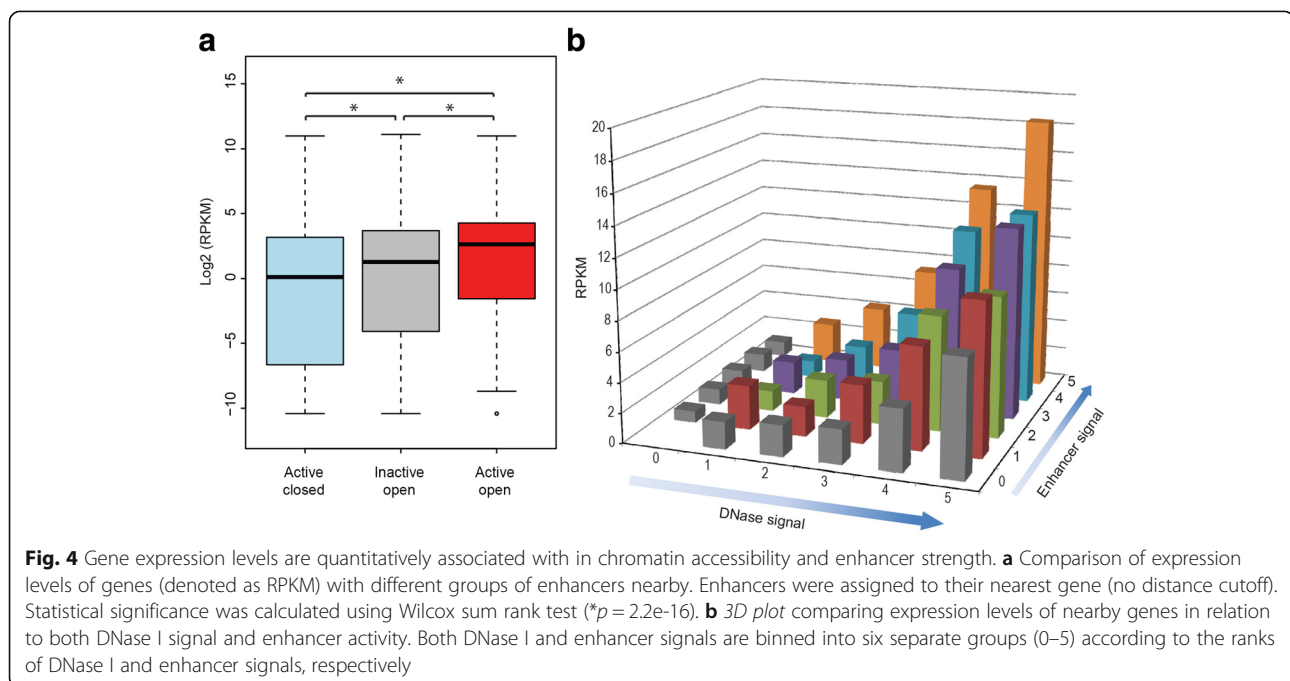 a
b
15
10
5
0
−5
−10
Log2 (RPKM)
*
*
*
Active closed
Inactive open
Active open
20
18
16
14
12
10
8
6
4
2
0
RPKM
0
1
2
3
4
5
DNase signal
0
1
2
3
4
5
Enhancer signal
Fig. 4 Gene expression levels are quantitatively associated with in chromatin accessibility and enhancer strength. a Comparison of expression
levels of genes (denoted as RPKM) with different groups of enhancers nearby. Enhancers were assigned to their nearest gene (no distance cutoff).
Statistical significance was calculated using Wilcox sum rank test (*p = 2.2e-16). b 3D plot comparing expression levels of nearby genes in relation
to both DNase I signal and enhancer activity. Both DNase I and enhancer signals are binned into six separate groups (0–5) according to the ranks
of DNase I and enhancer signals, respectively